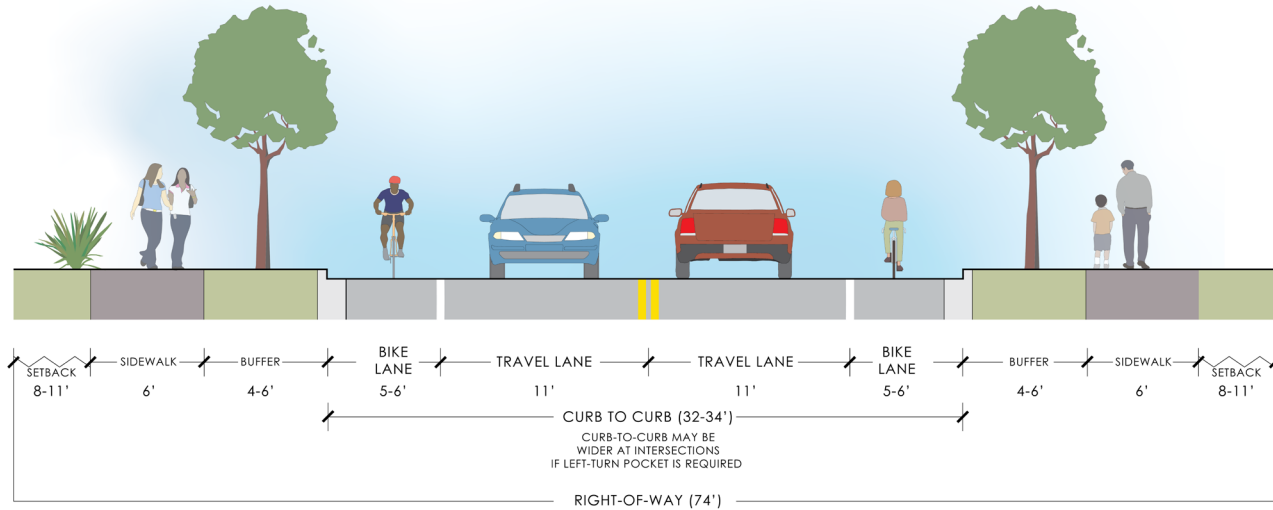 SETBACK
8-11’
SIDEWALK
6’
BUFFER
4-6’
BIKE
LANE
5-6’
TRAVEL LANE
11’
TRAVEL LANE
11’
BIKE
LANE
5-6’
BUFFER
4-6’
SIDEWALK
6’
SETBACK
8-11’
CURB TO CURB (32-34’)
CURB-TO-CURB MAY BE
WIDER AT INTERSECTIONS
IF LEFT-TURN POCKET IS REQUIRED
RIGHT-OF-WAY (74’)